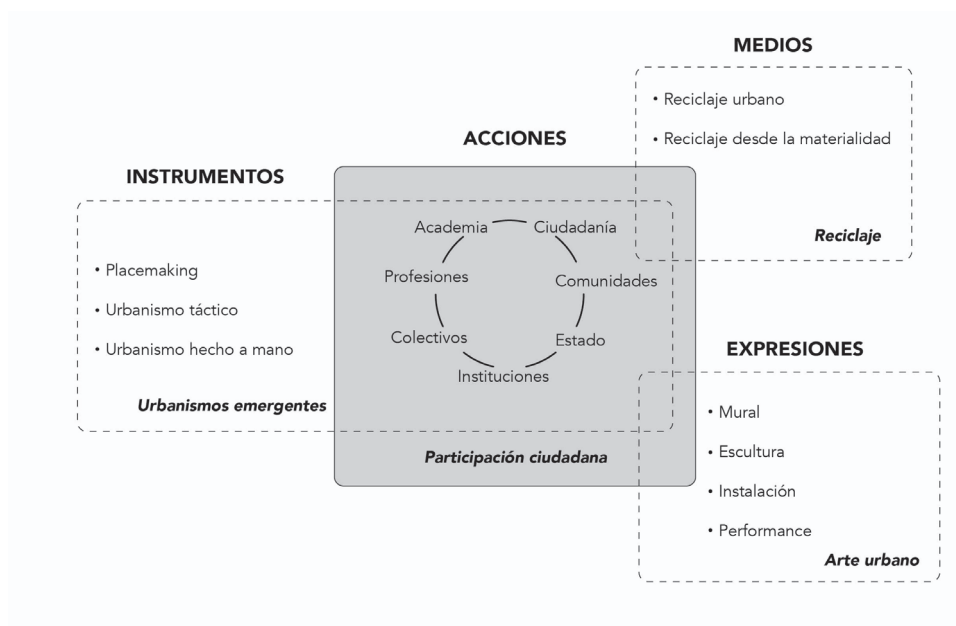 MEDIOS
• Reciclaje urbano
• Reciclaje desde la materialidad
Reciclaje
ACCIONES
Academia
Ciudadanía
Profesiones
Comunidades
Colectivos
Estado
Instituciones
Participación ciudadana
INSTRUMENTOS
• Placemaking
• Urbanismo táctico
• Urbanismo hecho a mano
Urbanismos emergentes
EXPRESIONES
• Mural
• Escultura
• Instalación
• Performance
Arte urbano